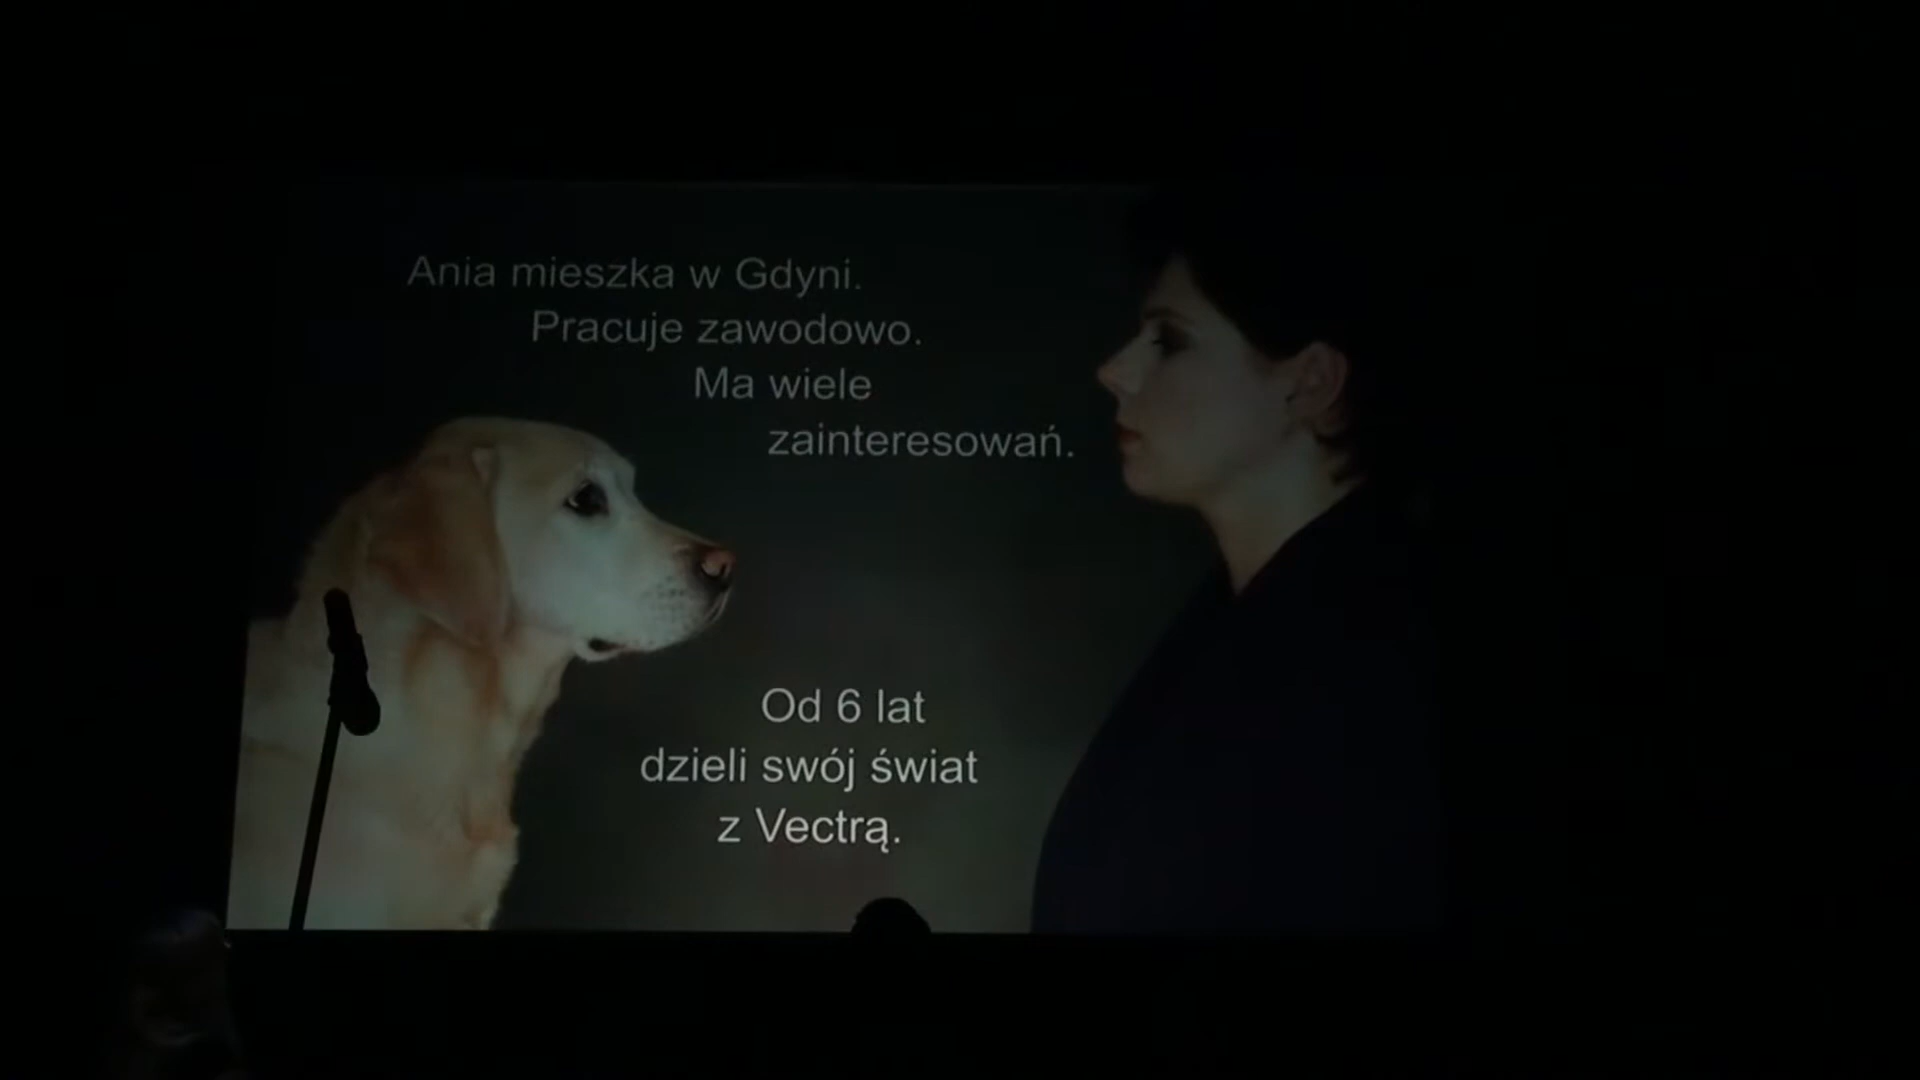 Ania mieszka w Gdyni.
Pracuje zawodowo.
Ma wiele
zainteresowań.
Od 6 lat
dzieli swój świat
z Vectrą.